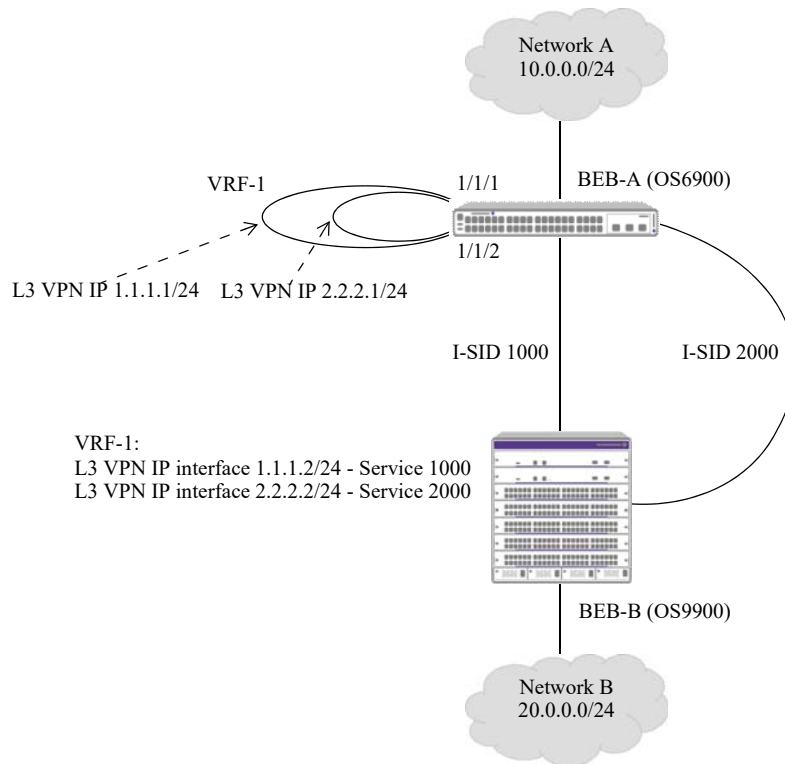 Network A
10.0.0.0/24
VRF-1
1/1/1
BEB-A (OS6900)
1/1/2
L3 VPN IP 1.1.1.1/24
L3 VPN IP 2.2.2.1/24
I-SID 1000
I-SID 2000
VRF-1:
L3 VPN IP interface 1.1.1.2/24 - Service 1000
L3 VPN IP interface 2.2.2.2/24 - Service 2000
BEB-B (OS9900)
Network B
20.0.0.0/24